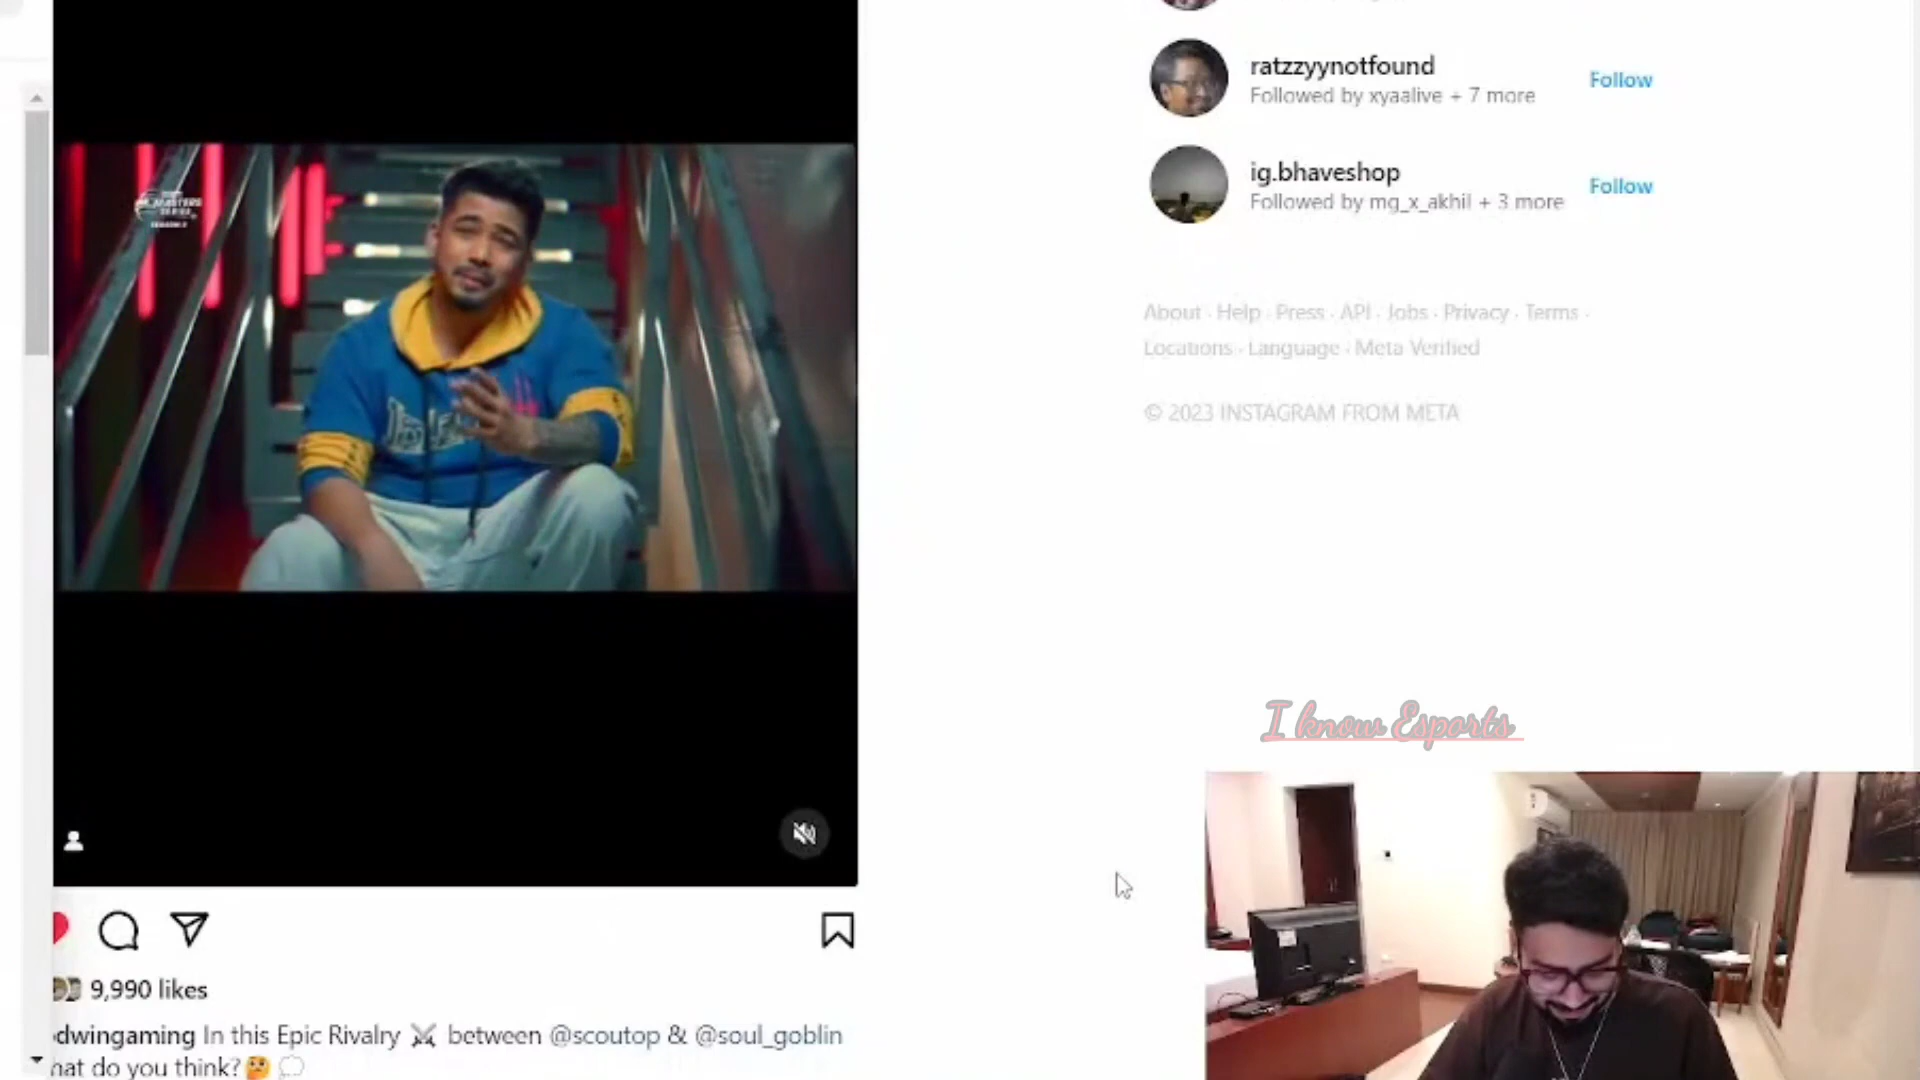 ratzzyynotfound
Followed by xyaalive + 7 more
Follow
ig.bhaveshop
Followed by mg_x_akhil + 3 more
Follow
About · Help · Press · API · Jobs · Privacy · Terms ·
Locations · Language · Meta Verified
© 2023 INSTAGRAM FROM META
MASTERS
SERIES
I know Esports
9,990 likes
dwingaming In this Epic Rivalry ⚔ between @scoutop & @soul_goblin
do you think?🤔 💭